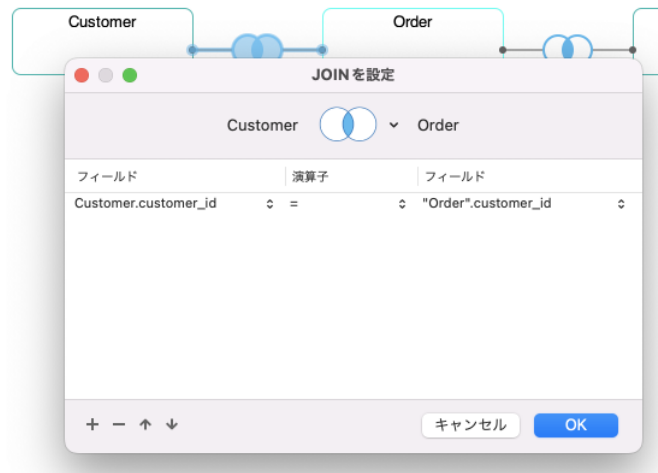 Customer
Order
JOINを設定
Customer
Order
フィールド
演算子
フィールド
Customer.customer_id
=
"Order".customer_id
キャンセル
OK